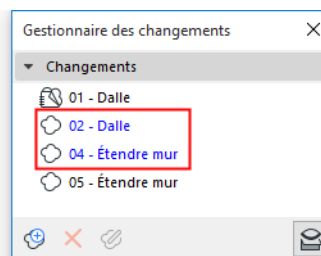 Gestionnaire des changements
Changements
01 - Dalle
02 - Dalle
04 - Étendre mur
05 - Étendre mur